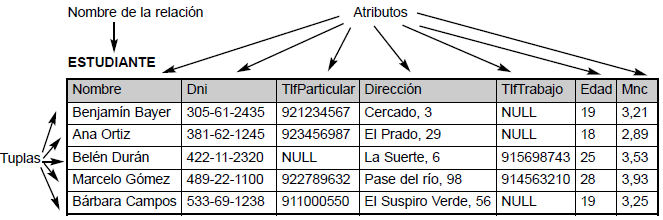 Nombre de la relación Atributos
ESTUDIANTE
Nombre Dni TlfParticular Dirección TlfTrabajo Edad Mnc
Benjamín Bayer 305-61-2435 921234567 Cercado, 3 NULL 19 3,21
Ana Ortiz 381-62-1245 923456987 El Prado, 29 NULL 18 2,89
Tuplas Belén Durán 422-11-2320 NULL La Suerte, 6 915698743 25 3,53
Marcelo Gómez 489-22-1100 922789632 Pase del río, 98 914563210 28 3,93
Bárbara Campos 533-69-1238 911000550 El Suspiro Verde, 56 NULL 19 3,25